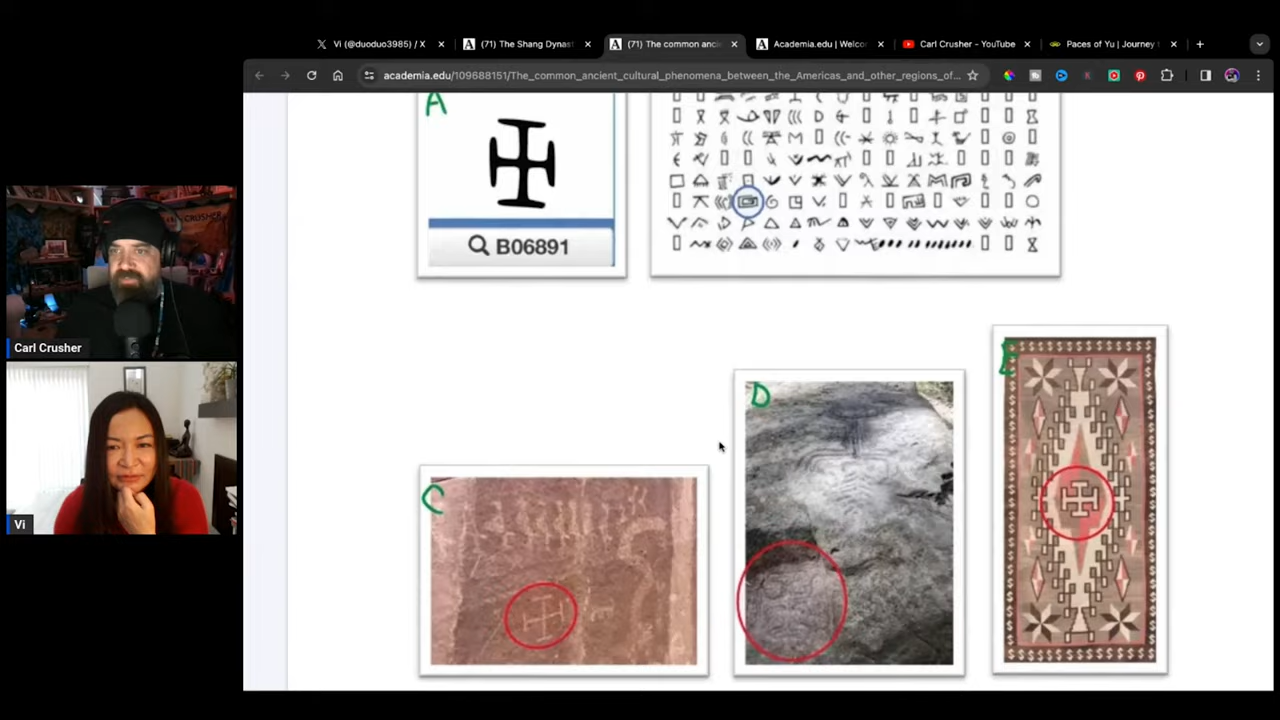 Vi (@duoduo3985) / X
(71) The Shang Dynast
(71) The common anci
Academia.edu | Welco
Carl Crusher - YouTube
Paces of Yu | Journey t
academia.edu/109688151/The_common_ancient_cultural_phenomena_between_the_Americas_and_other_regions_of...
A
B06891
Carl Crusher
Vi
C
D
E